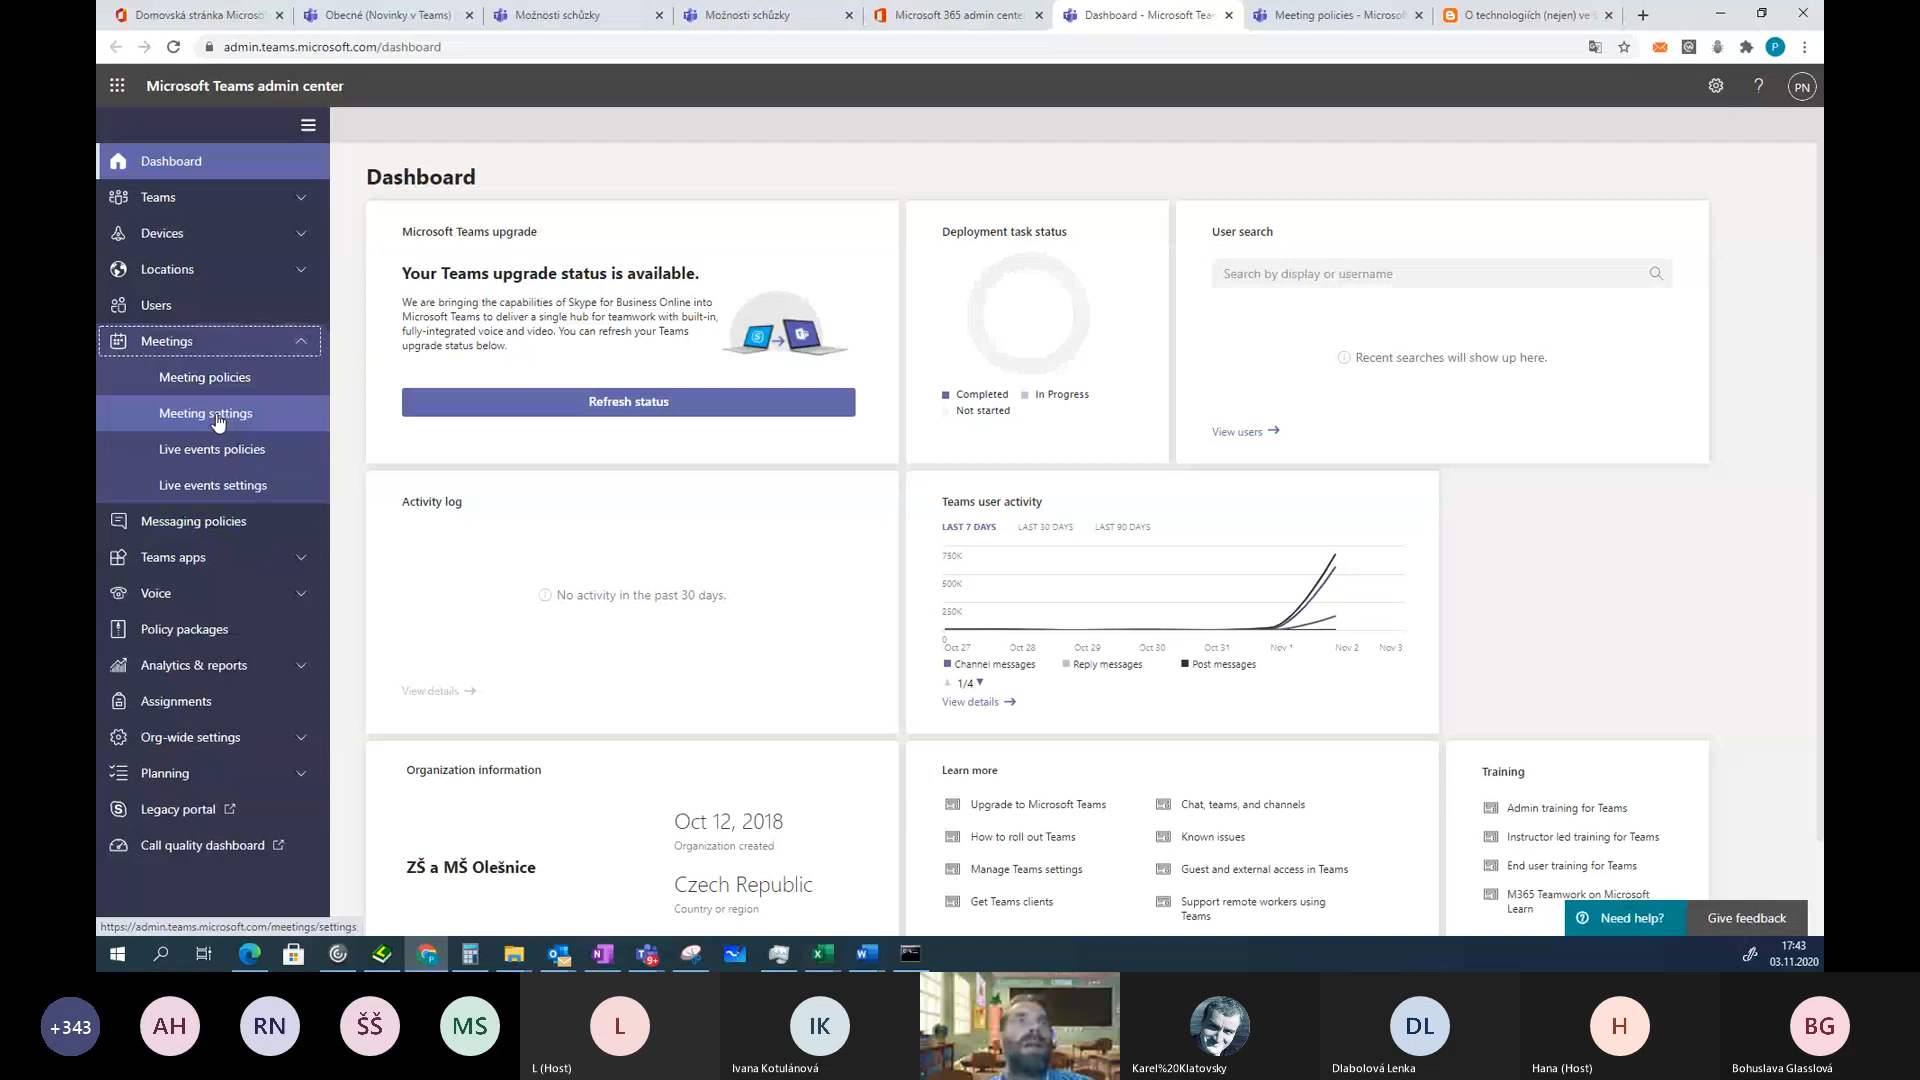 Domovská stránka Microso
Obecné (Novinky v Teams)
Možnosti schůzky
Možnosti schůzky
Microsoft 365 admin cente
Dashboard - Microsoft Tea
Meeting policies - Microso
O technologiích (nejen) ve
admin.teams.microsoft.com/dashboard
P
Microsoft Teams admin center
?
PN
Dashboard
Teams
Devices
Locations
Users
Meetings
Meeting policies
Meeting settings
Live events policies
Live events settings
Messaging policies
Teams apps
Voice
Policy packages
Analytics & reports
Assignments
Org-wide settings
Planning
Legacy portal
Call quality dashboard
https://admin.teams.microsoft.com/meetings/settings
Dashboard
Microsoft Teams upgrade
Your Teams upgrade status is available.
We are bringing the capabilities of Skype for Business Online into
Microsoft Teams to deliver a single hub for teamwork with built-in,
fully-integrated voice and video. You can refresh your Teams
upgrade status below.
Refresh status
Deployment task status
Completed
In Progress
Not started
User search
Search by display or username
Recent searches will show up here.
View users
Activity log
No activity in the past 30 days.
View details
Teams user activity
LAST 7 DAYS
LAST 30 DAYS
LAST 90 DAYS
750K
500K
250K
0
Oct 27
Oct 28
Oct 29
Oct 30
Oct 31
Nov 1
Nov 2
Nov 3
Channel messages
Reply messages
Post messages
1/4
View details
Organization information
ZŠ a MŠ Olešnice
Oct 12, 2018
Organization created
Czech Republic
Country or region
Learn more
Upgrade to Microsoft Teams
How to roll out Teams
Manage Teams settings
Get Teams clients
Chat, teams, and channels
Known issues
Guest and external access in Teams
Support remote workers using
Teams
Training
Admin training for Teams
Instructor led training for Teams
End user training for Teams
M365 Teamwork on Microsoft
Learn
Need help?
Give feedback
9+
17:43
03.11.2020
+343
AH
RN
ŠŠ
MS
L
L (Host)
IK
Ivana Kotulánová
Karel%20Klatovsky
DL
Dlabolová Lenka
H
Hana (Host)
BG
Bohuslava Glasslová